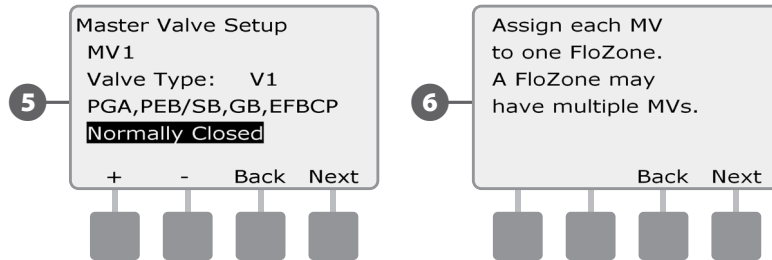 5
Master Valve Setup
MV1
Valve Type: V1
PGA,PEB/SB,GB,EFBCP
Normally Closed
+ - Back Next
6
Assign each MV
to one FloZone.
A FloZone may
have multiple MVs.
Back Next